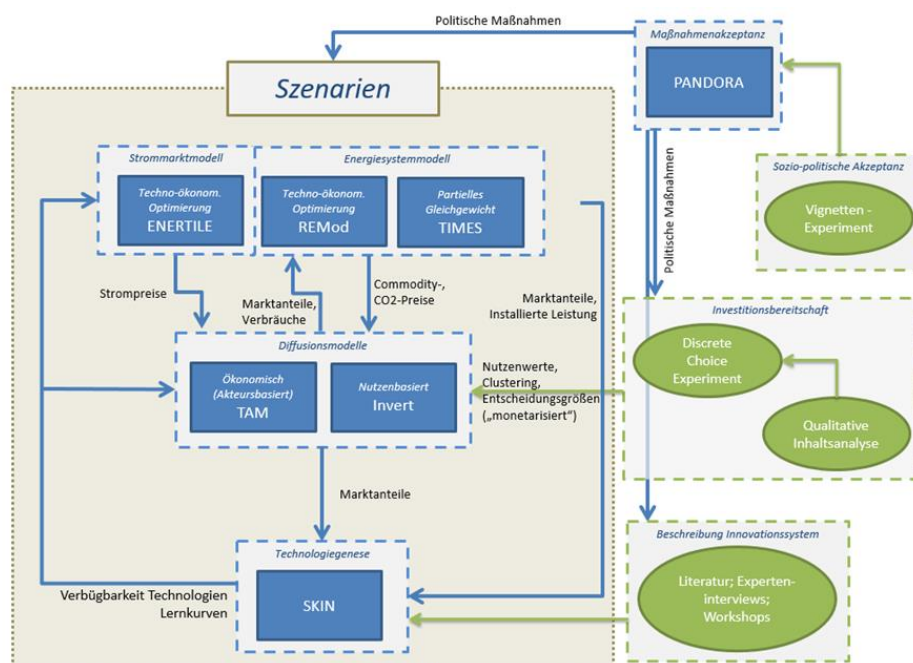 Politische Maßnahmen
Maßnahmenakzeptanz
PANDORA
Szenarien
Strommarktmodell
Energiesystemmodell
Techno-ökonom.
Optimierung
ENERTILE
Techno-ökonom.
Optimierung
REMod
Partielles
Gleichgewicht
TIMES
Sozio-politische Akzeptanz
Vignetten -
Experiment
Politische Maßnahmen
Strompreise
Marktanteile,
Verbräuche
Commodity-,
CO2-Preise
Marktanteile,
Installierte Leistung
Investitionsbereitschaft
Discrete
Choice
Experiment
Qualitative
Inhaltsanalyse
Diffusionsmodelle
Ökonomisch
(Akteursbasiert)
TAM
Nutzenbasiert
Invert
Nutzenwerte,
Clustering,
Entscheidungsgrößen
(„monetarisiert“)
Marktanteile
Technologiegenese
SKIN
Verbügbarkeit Technologien
Lernkurven
Beschreibung Innovationssystem
Literatur; Experten-
interviews;
Workshops